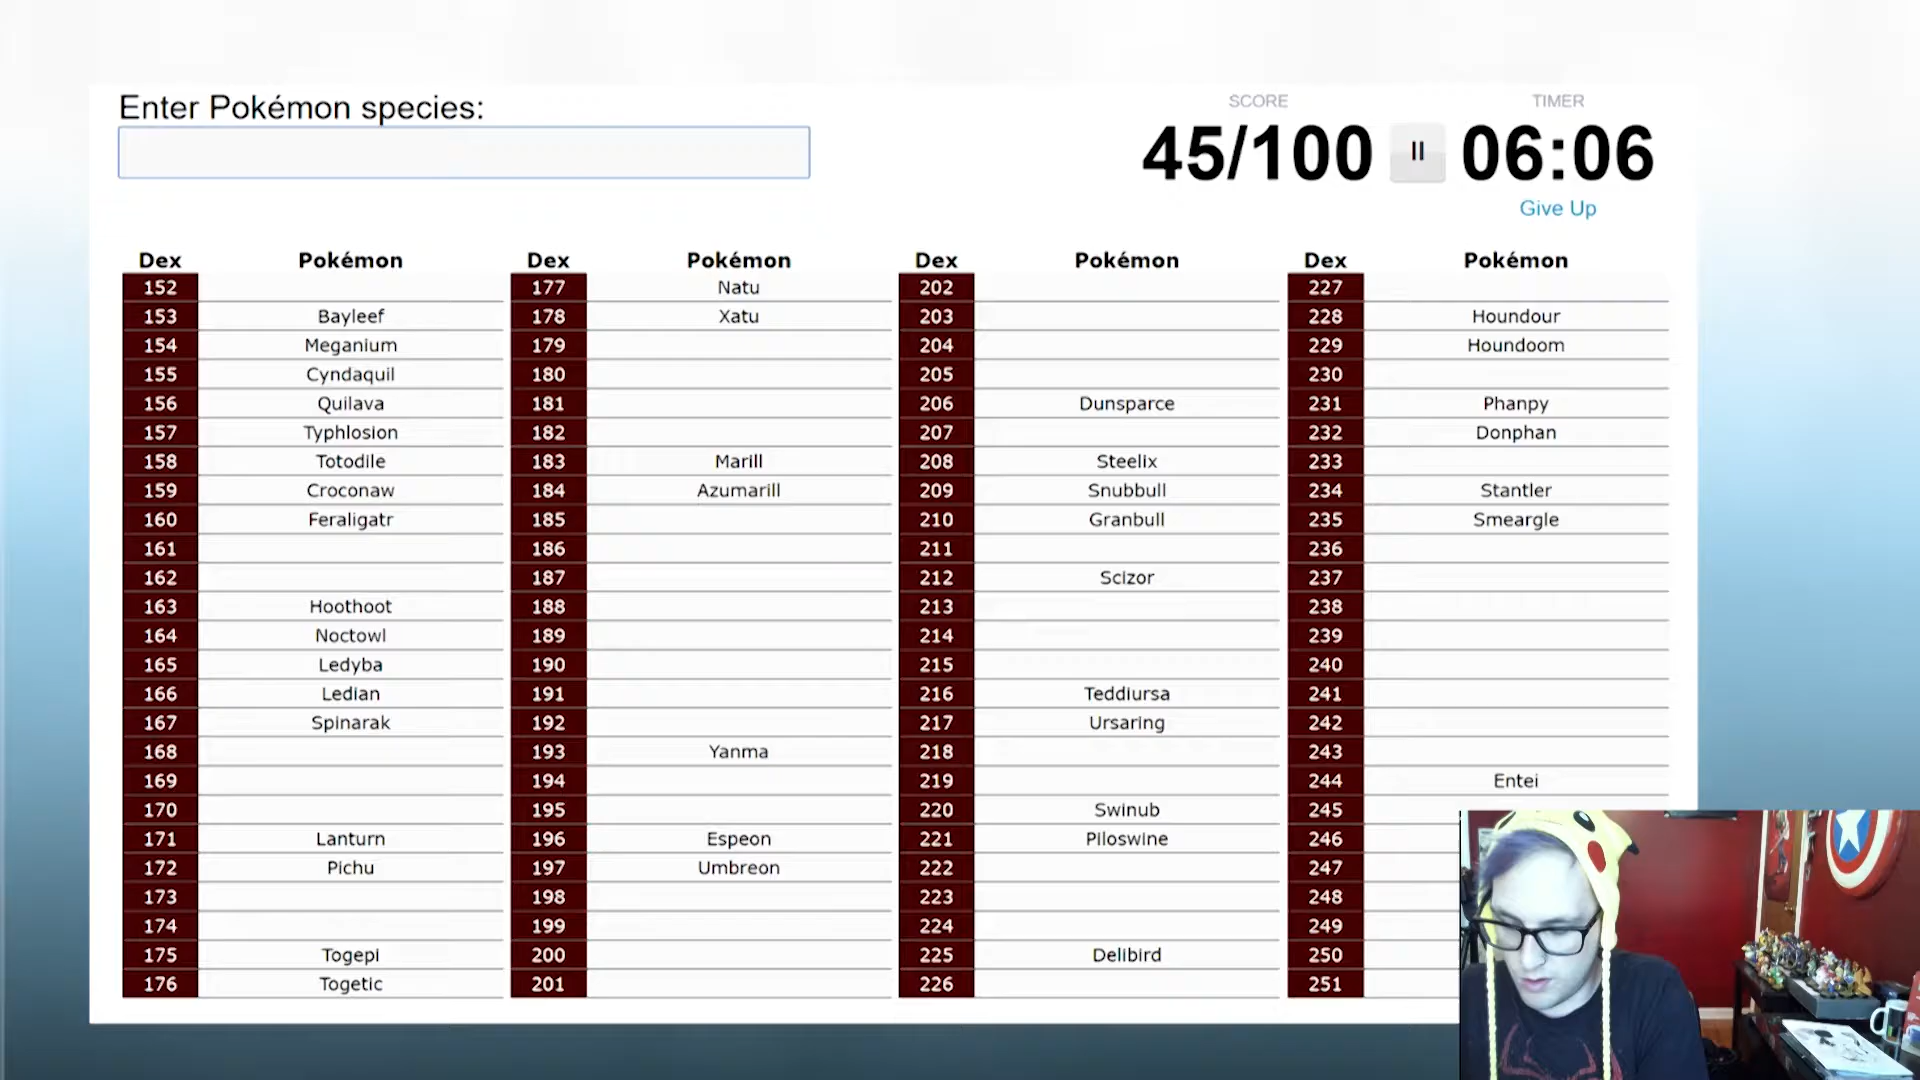 Enter Pokémon species:
SCORE
TIMER
45/100
06:06
Give Up
Dex Pokémon Dex Pokémon Dex Pokémon Dex Pokémon
152 177 Natu 202 227
153 Bayleef 178 Xatu 203 228 Houndour
154 Meganium 179 204 229 Houndoom
155 Cyndaquil 180 205 230
156 Quilava 181 206 Dunsparce 231 Phanpy
157 Typhlosion 182 207 232 Donphan
158 Totodile 183 Marill 208 Steelix 233
159 Croconaw 184 Azumarill 209 Snubbull 234 Stantler
160 Feraligatr 185 210 Granbull 235 Smeargle
161 186 211 236
162 187 212 Scizor 237
163 Hoothoot 188 213 238
164 Noctowl 189 214 239
165 Ledyba 190 215 240
166 Ledian 191 216 Teddiursa 241
167 Spinarak 192 217 Ursaring 242
168 193 Yanma 218 243
169 194 219 244 Entei
170 195 220 Swinub 245
171 Lanturn 196 Espeon 221 Piloswine 246
172 Pichu 197 Umbreon 222 247
173 198 223 248
174 199 224 249
175 Togepi 200 225 Delibird 250
176 Togetic 201 226 251